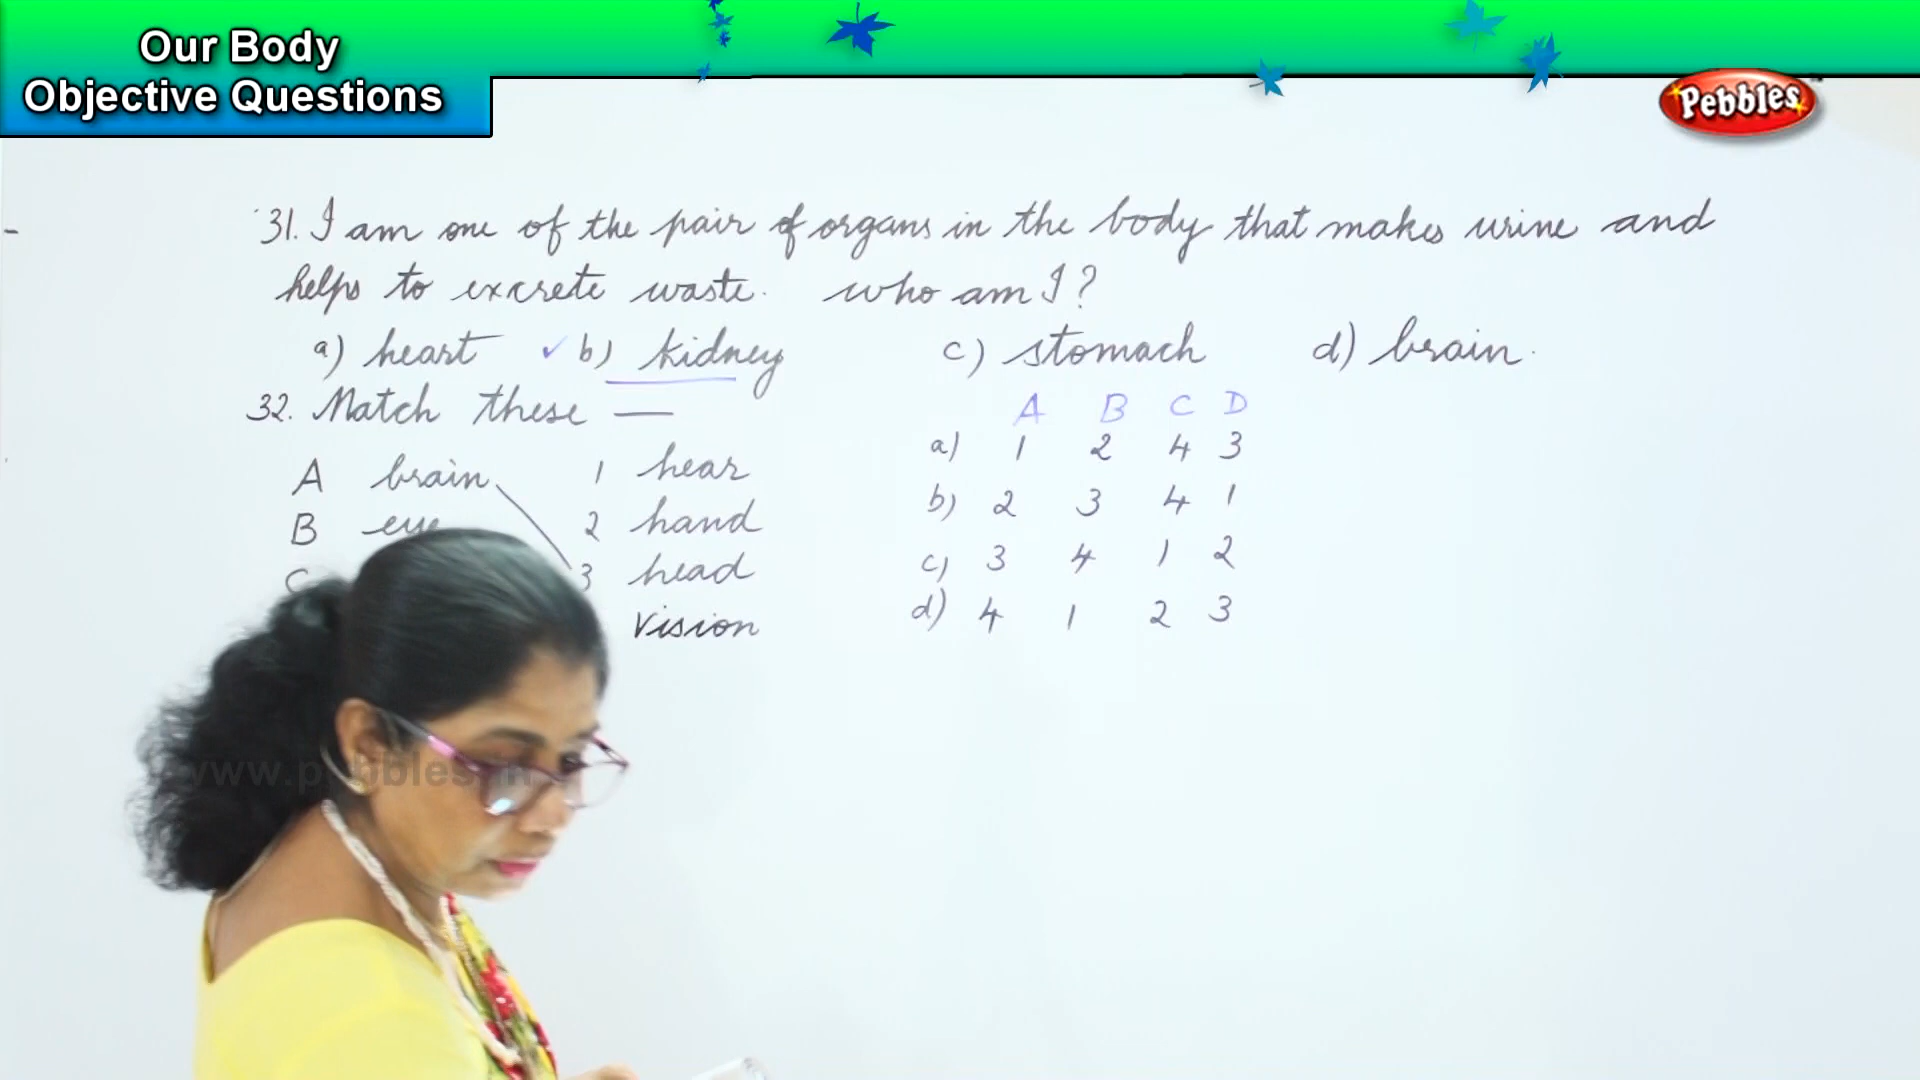 Our Body
Objective Questions
Pebbles
31. I am one of the pair of organs in the body that makes urine and
helps to excrete waste. who am I?
a) heart ✓ b) kidney c) stomach d) brain.
32. Match these —
A B C D
A brain 1 hear
a) 1 2 4 3
B eye 2 hand
b) 2 3 4 1
C 3 head
c) 3 4 1 2
vision
d) 4 1 2 3